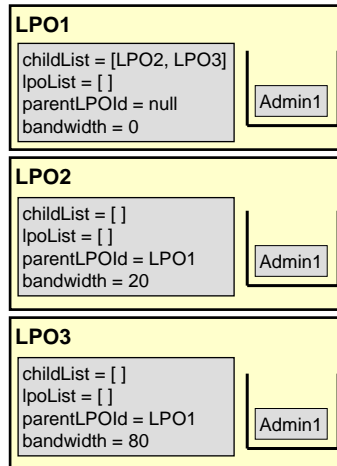 LPO1
childList = [LPO2, LPO3]
lpoList = [ ]
parentLPOId = null
bandwidth = 0
Admin1
LPO2
childList = [ ]
lpoList = [ ]
parentLPOId = LPO1
bandwidth = 20
Admin1
LPO3
childList = [ ]
lpoList = [ ]
parentLPOId = LPO1
bandwidth = 80
Admin1